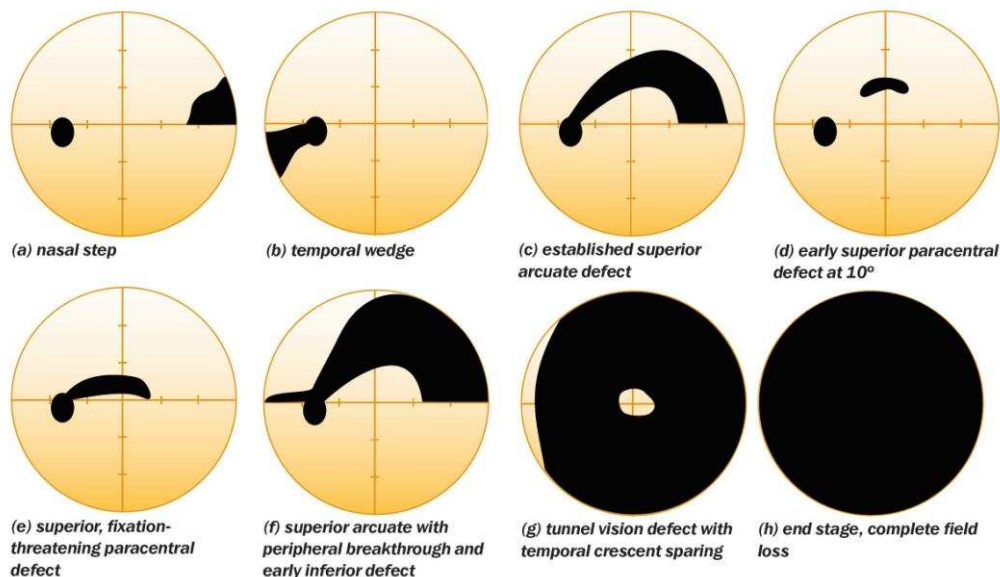 (a) nasal step
(b) temporal wedge
(c) established superior
arcuate defect
(d) early superior paracentral
defect at 10º
(e) superior, fixation-
threatening paracentral
defect
(f) superior arcuate with
peripheral breakthrough and
early inferior defect
(g) tunnel vision defect with
temporal crescent sparing
(h) end stage, complete field
loss